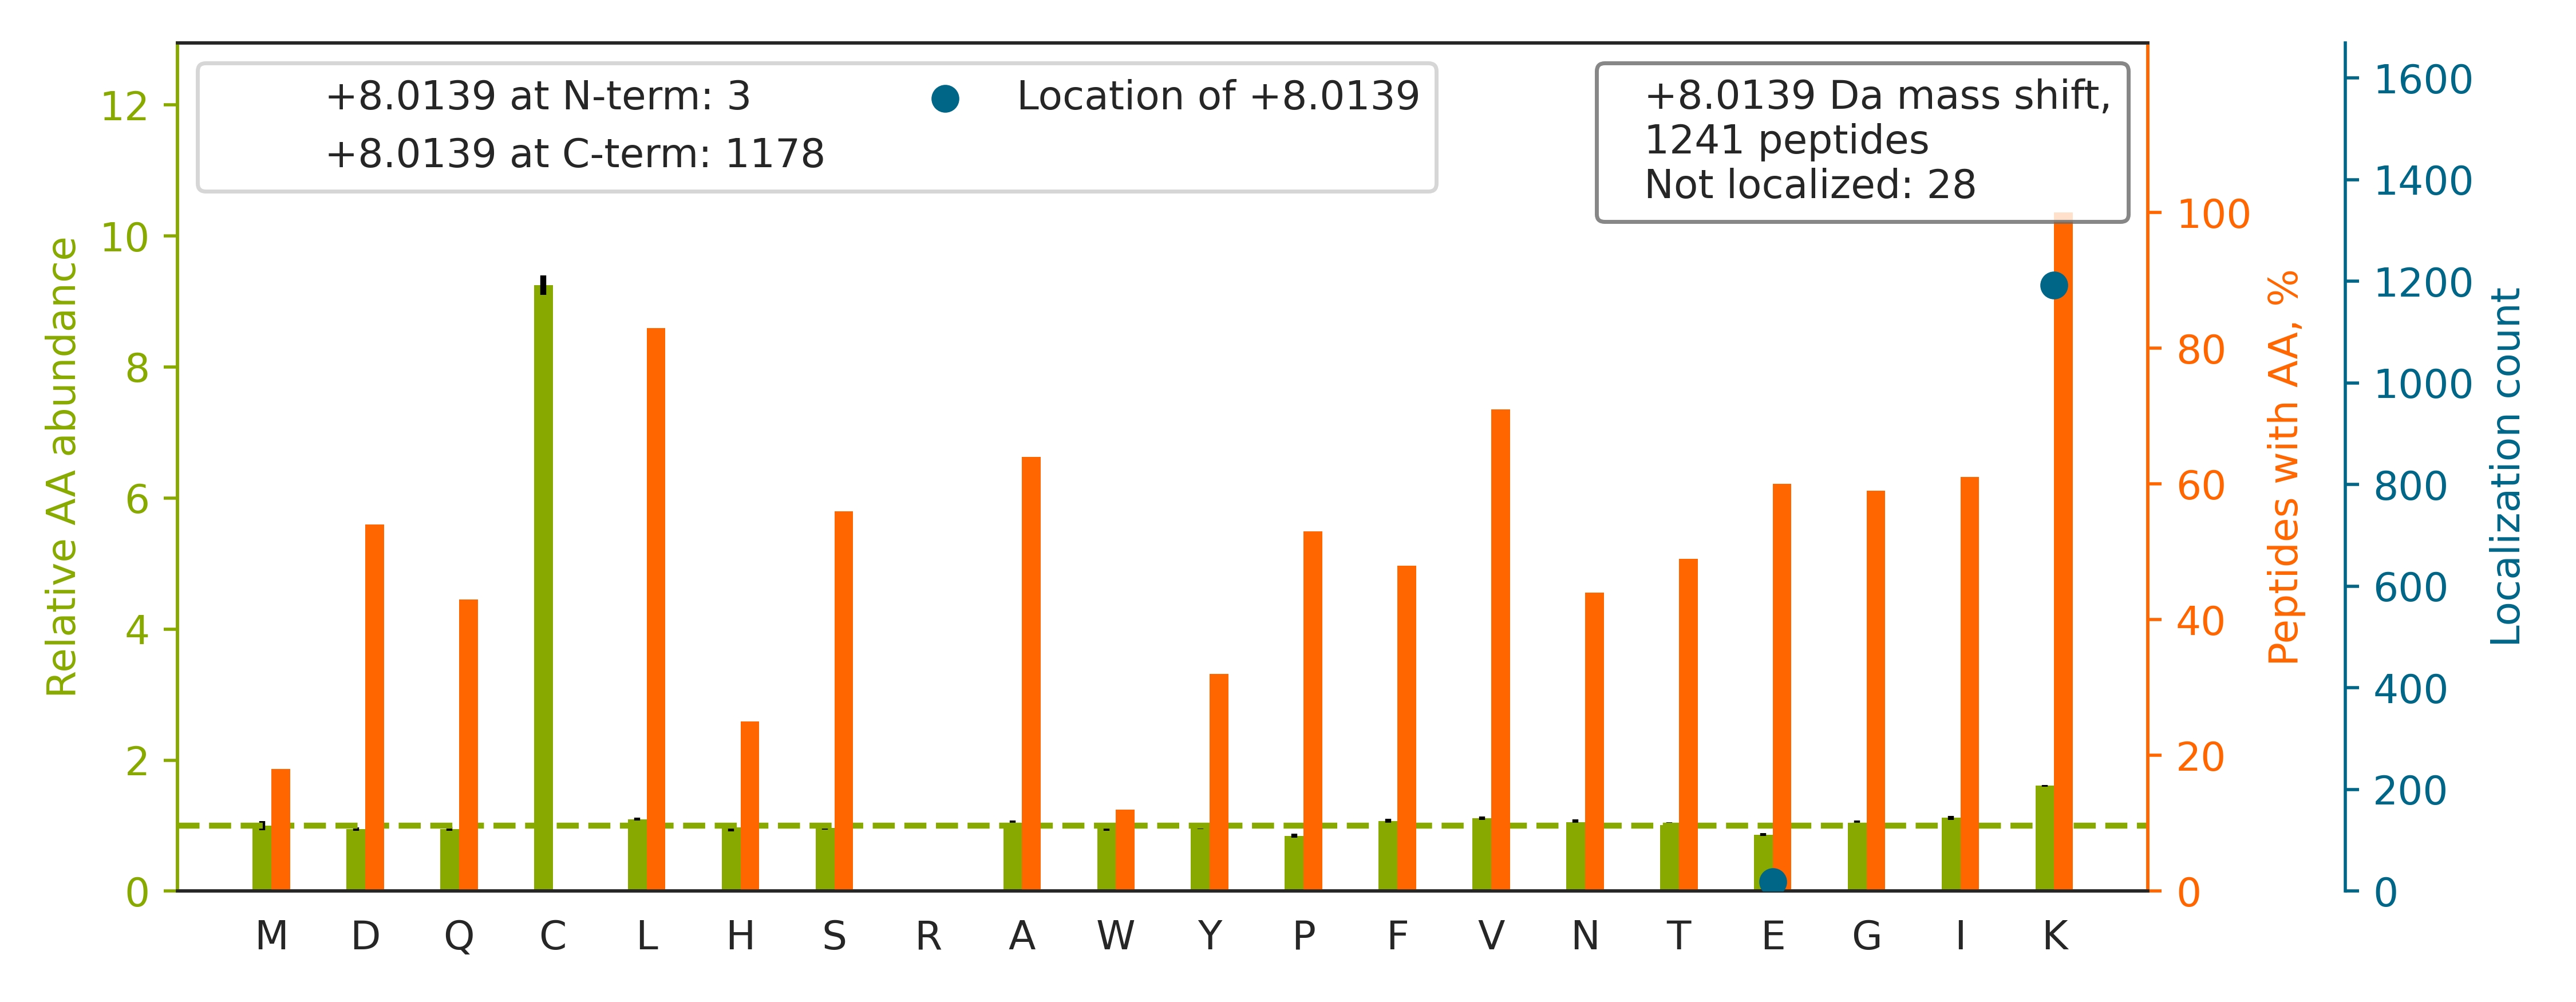 +8.0139 at N-term: 3
+8.0139 at C-term: 1178
Location of +8.0139
+8.0139 Da mass shift,
1241 peptides
Not localized: 28
Relative AA abundance
12
10
8
6
4
2
0
M D Q C L H S R A W Y P F V N T E G I K
100
80
60
40
20
0
Peptides with AA, %
1600
1400
1200
1000
800
600
400
200
0
Localization count